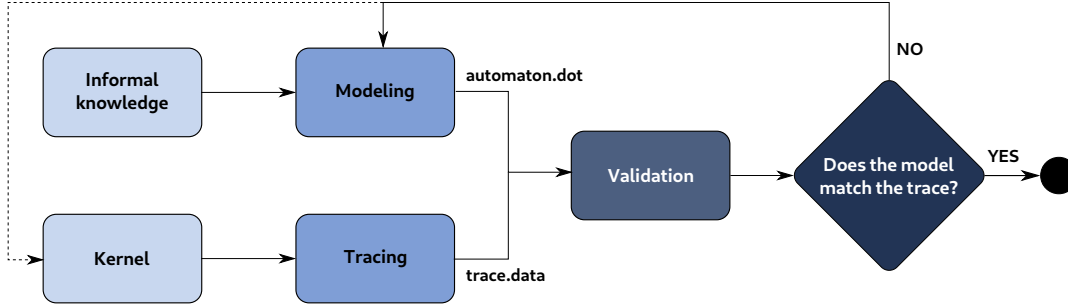 Informal
knowledge
Modeling
automaton.dot
Kernel
Tracing
trace.data
Validation
Does the model
match the trace?
NO
YES